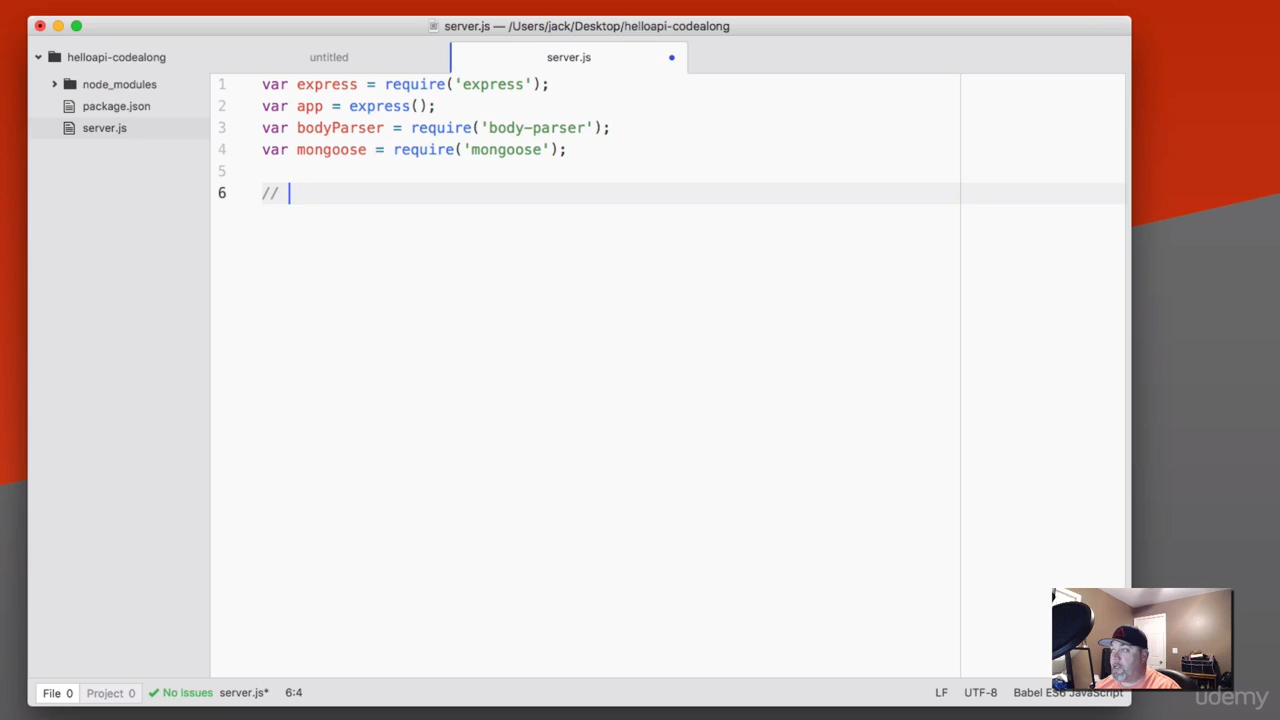 server.js — /Users/jack/Desktop/helloapi-codealong
helloapi-codealong
node_modules
package.json
server.js
untitled
server.js
1 var express = require('express');
2 var app = express();
3 var bodyParser = require('body-parser');
4 var mongoose = require('mongoose');
5
6 //
File 0 Project 0 No Issues server.js* 6:4 LF UTF-8 Babel ES6 JavaScript
udemy